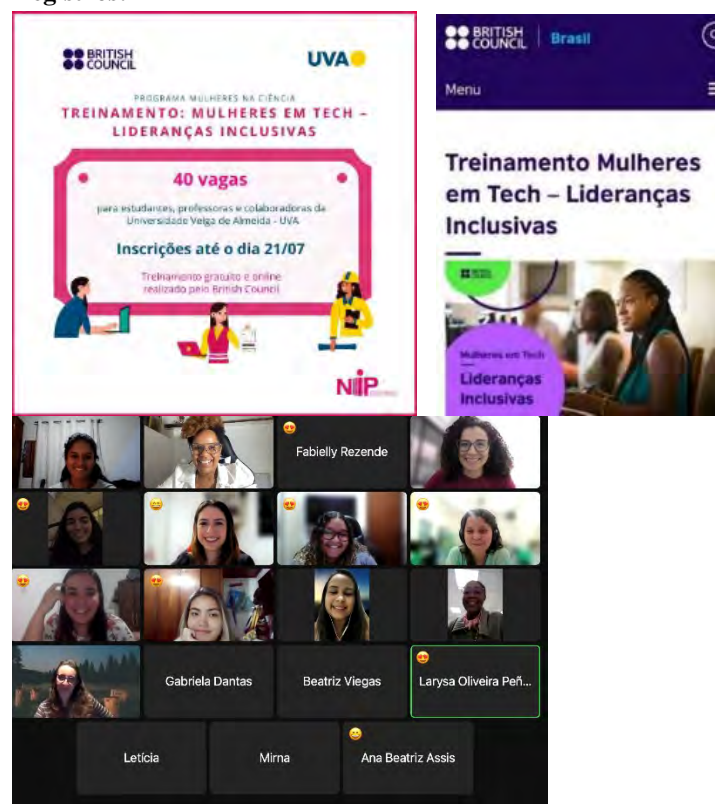 BRITISH
COUNCIL
UVA
PROGRAMA MULHERES NA CIÊNCIA
TREINAMENTO: MULHERES EM TECH –
LIDERANÇAS INCLUSIVAS
40 vagas
para estudantes, professoras e colaboradoras da
Universidade Veiga de Almeida - UVA
Inscrições até o dia 21/07
Treinamento gratuito e online
realizado pelo British Council
NIP
BRITISH
COUNCIL
Brasil
Menu
Treinamento Mulheres
em Tech – Lideranças
Inclusivas
Mulheres em Tech
Lideranças
Inclusivas
Fabielly Rezende
Gabriela Dantas
Beatriz Viegas
Larysa Oliveira Peñ...
Letícia
Mirna
Ana Beatriz Assis